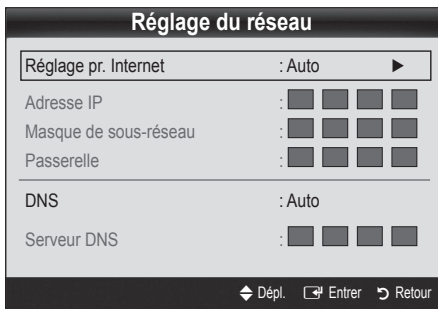 Réglage du réseau
Réglage pr. Internet : Auto ►
Adresse IP :
Masque de sous-réseau :
Passerelle :
DNS : Auto
Serveur DNS :
Dépl. Entrer Retour